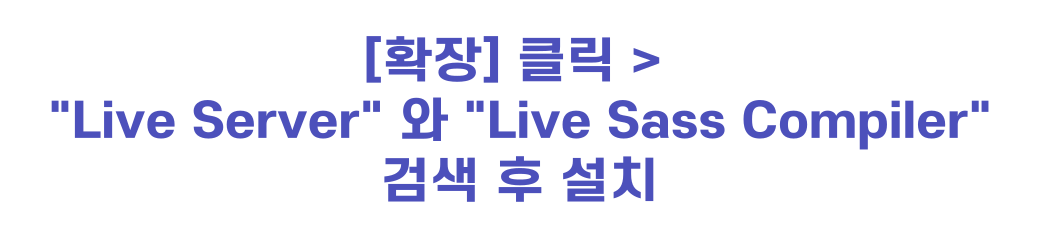 [확장] 클릭 >
"Live Server" 와 "Live Sass Compiler"
검색 후 설치